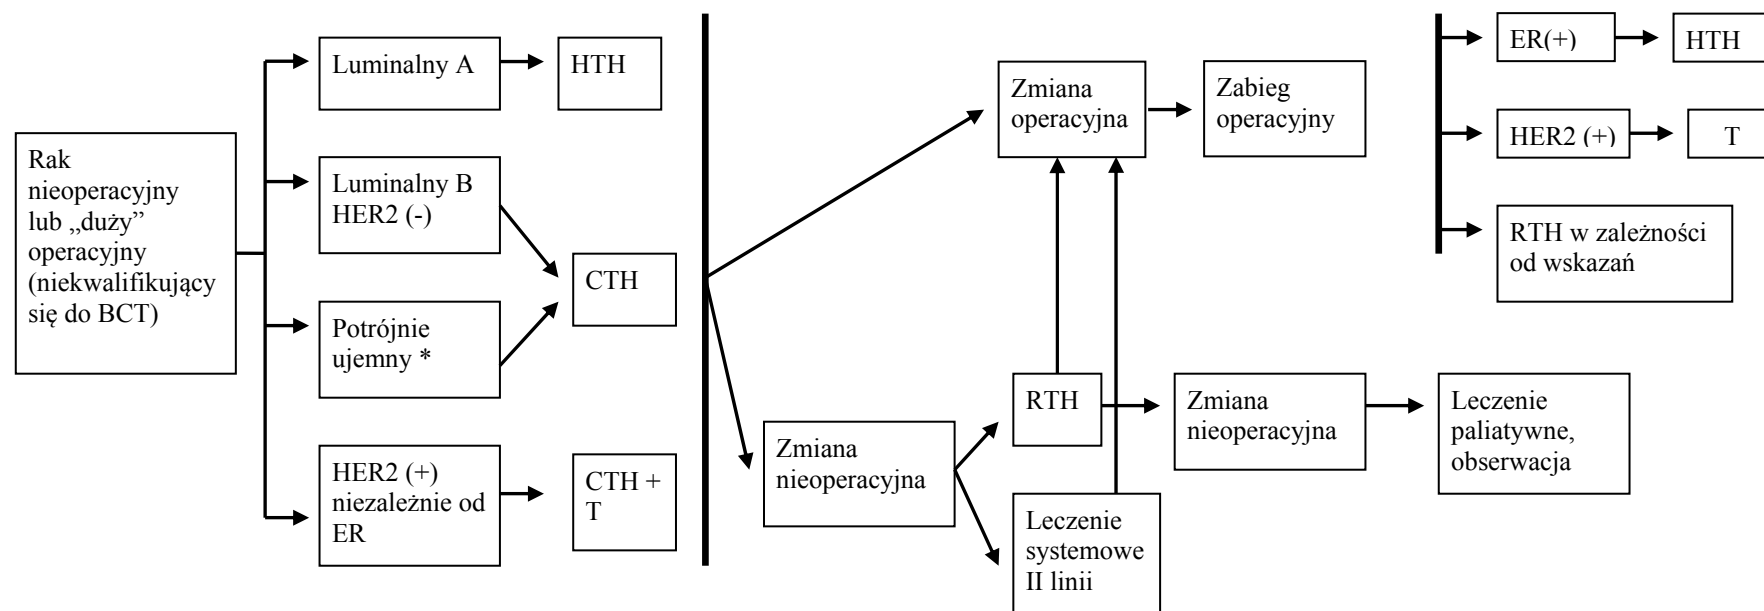 Rak
nieoperacyjny
lub „duży”
operacyjny
(niekwalifikujący
się do BCT)
Luminalny A
HTH
Luminalny B
HER2 (-)
Potrójnie
ujemny *
CTH
HER2 (+)
niezależnie od
ER
CTH +
T
Zmiana
operacyjna
Zabieg
operacyjny
Zmiana
nieoperacyjna
RTH
Leczenie
systemowe
II linii
Zmiana
nieoperacyjna
Leczenie
paliatywne,
obserwacja
ER(+)
HTH
HER2 (+)
T
RTH w zależności
od wskazań